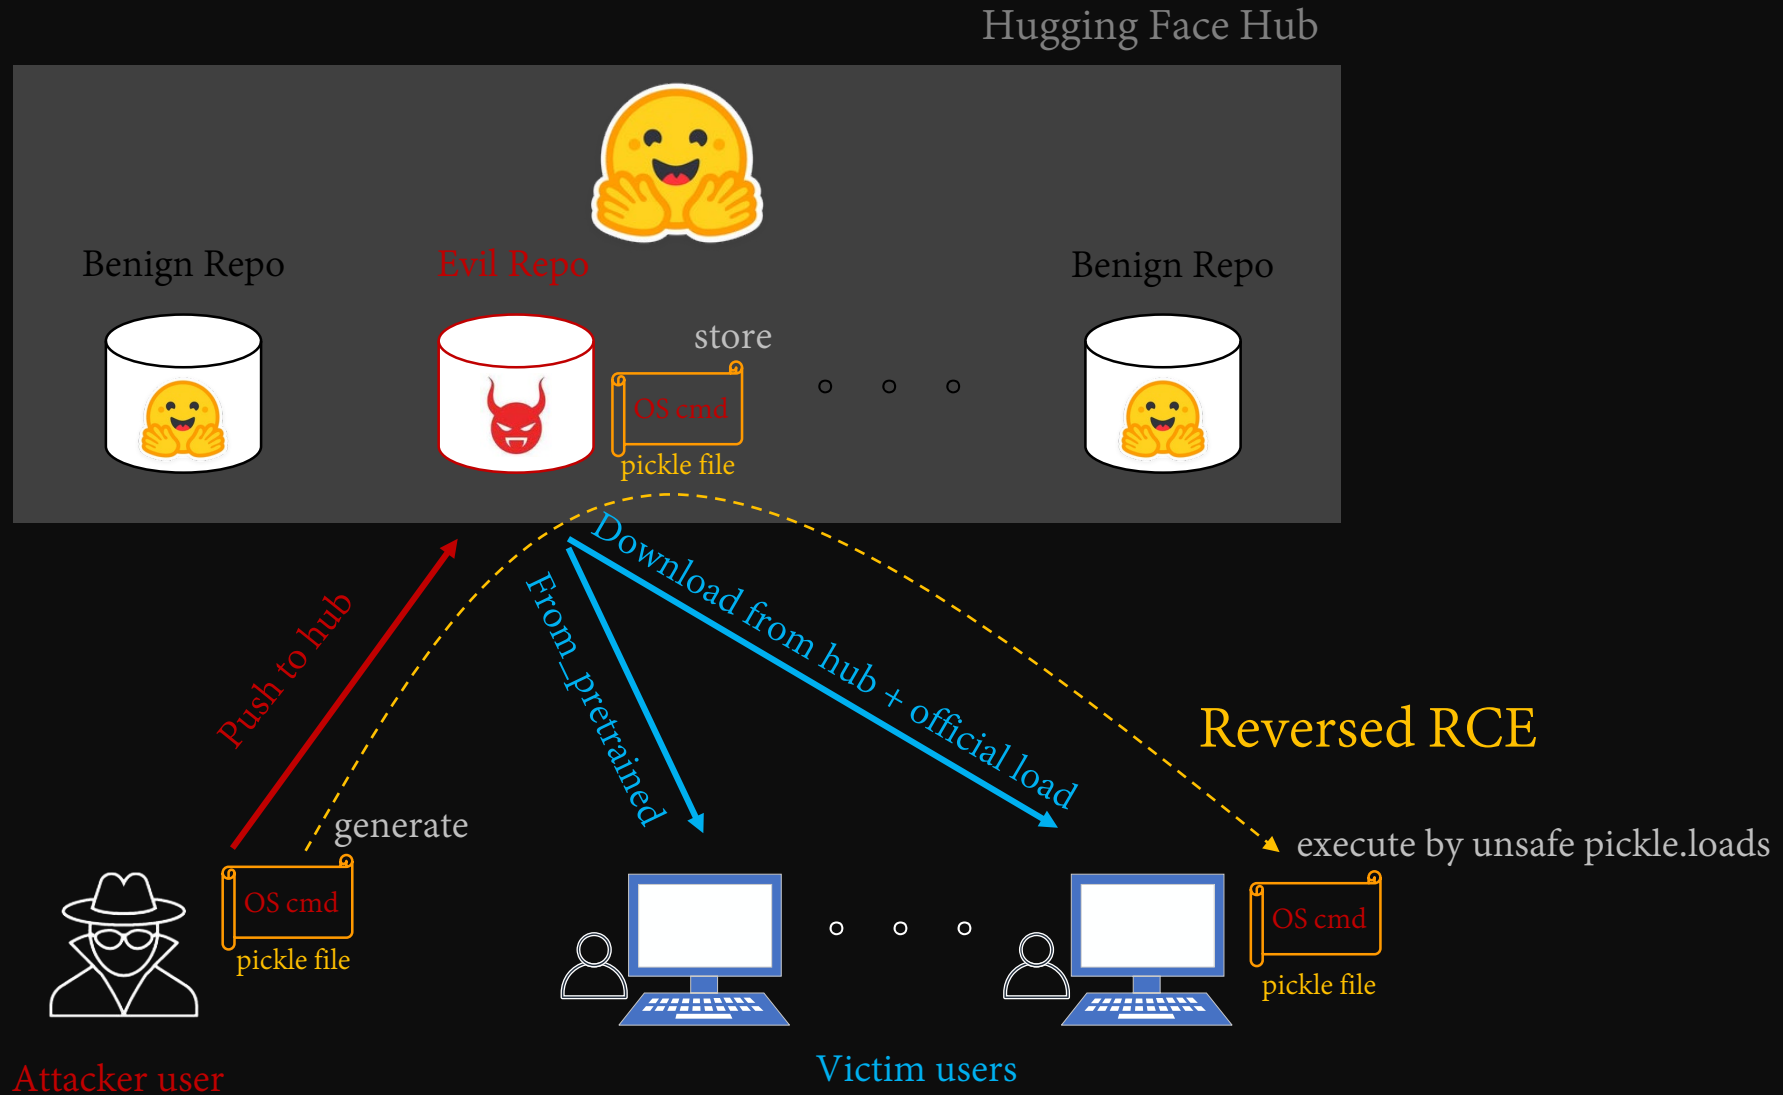 Hugging Face Hub
Benign Repo
Evil Repo
Benign Repo
store
OS cmd
pickle file
Push to hub
From_pretrained
Download from hub + official load
Reversed RCE
generate
execute by unsafe pickle.loads
OS cmd
pickle file
OS cmd
pickle file
Attacker user
Victim users